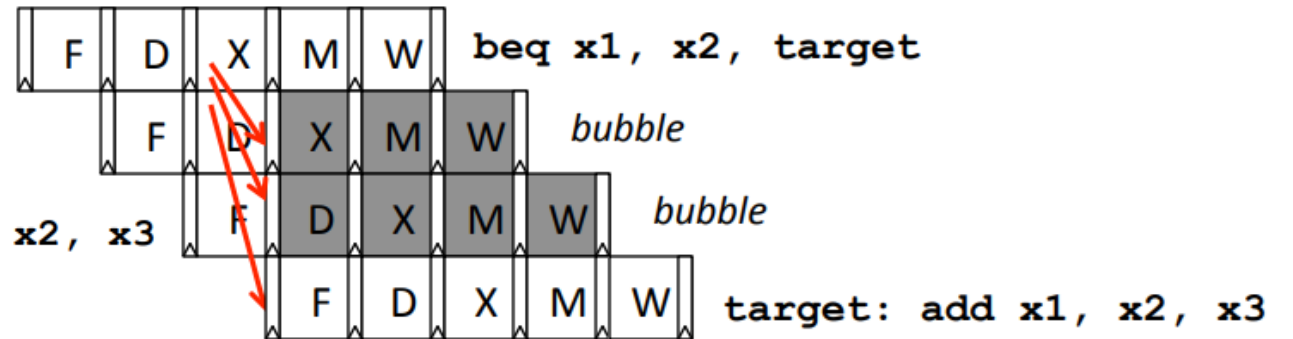 F D X M W beq x1, x2, target
F D X M W bubble
F D X M W bubble
x2, x3
F D X M W target: add x1, x2, x3